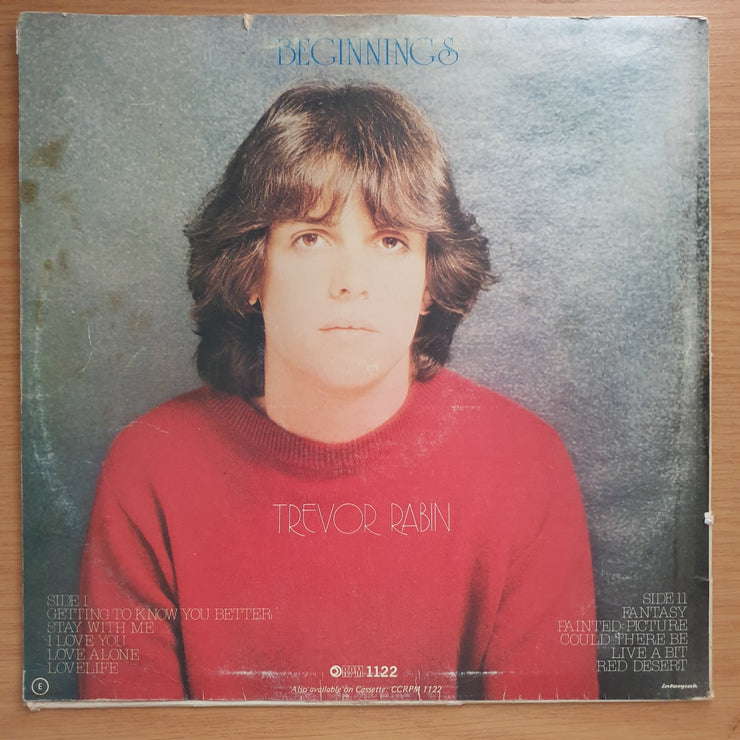 BEGINNINGS
TREVOR RABIN
SIDE 1
GETTING TO KNOW YOU BETTER
STAY WITH ME
I LOVE YOU
LOVE ALONE
LOVELIFE
SIDE 11
FANTASY
PAINTED PICTURE
COULD THERE BE
LIVE A BIT
RED DESERT
RPM 1122
Also available on Cassette: CCRPM 1122
E
interpak